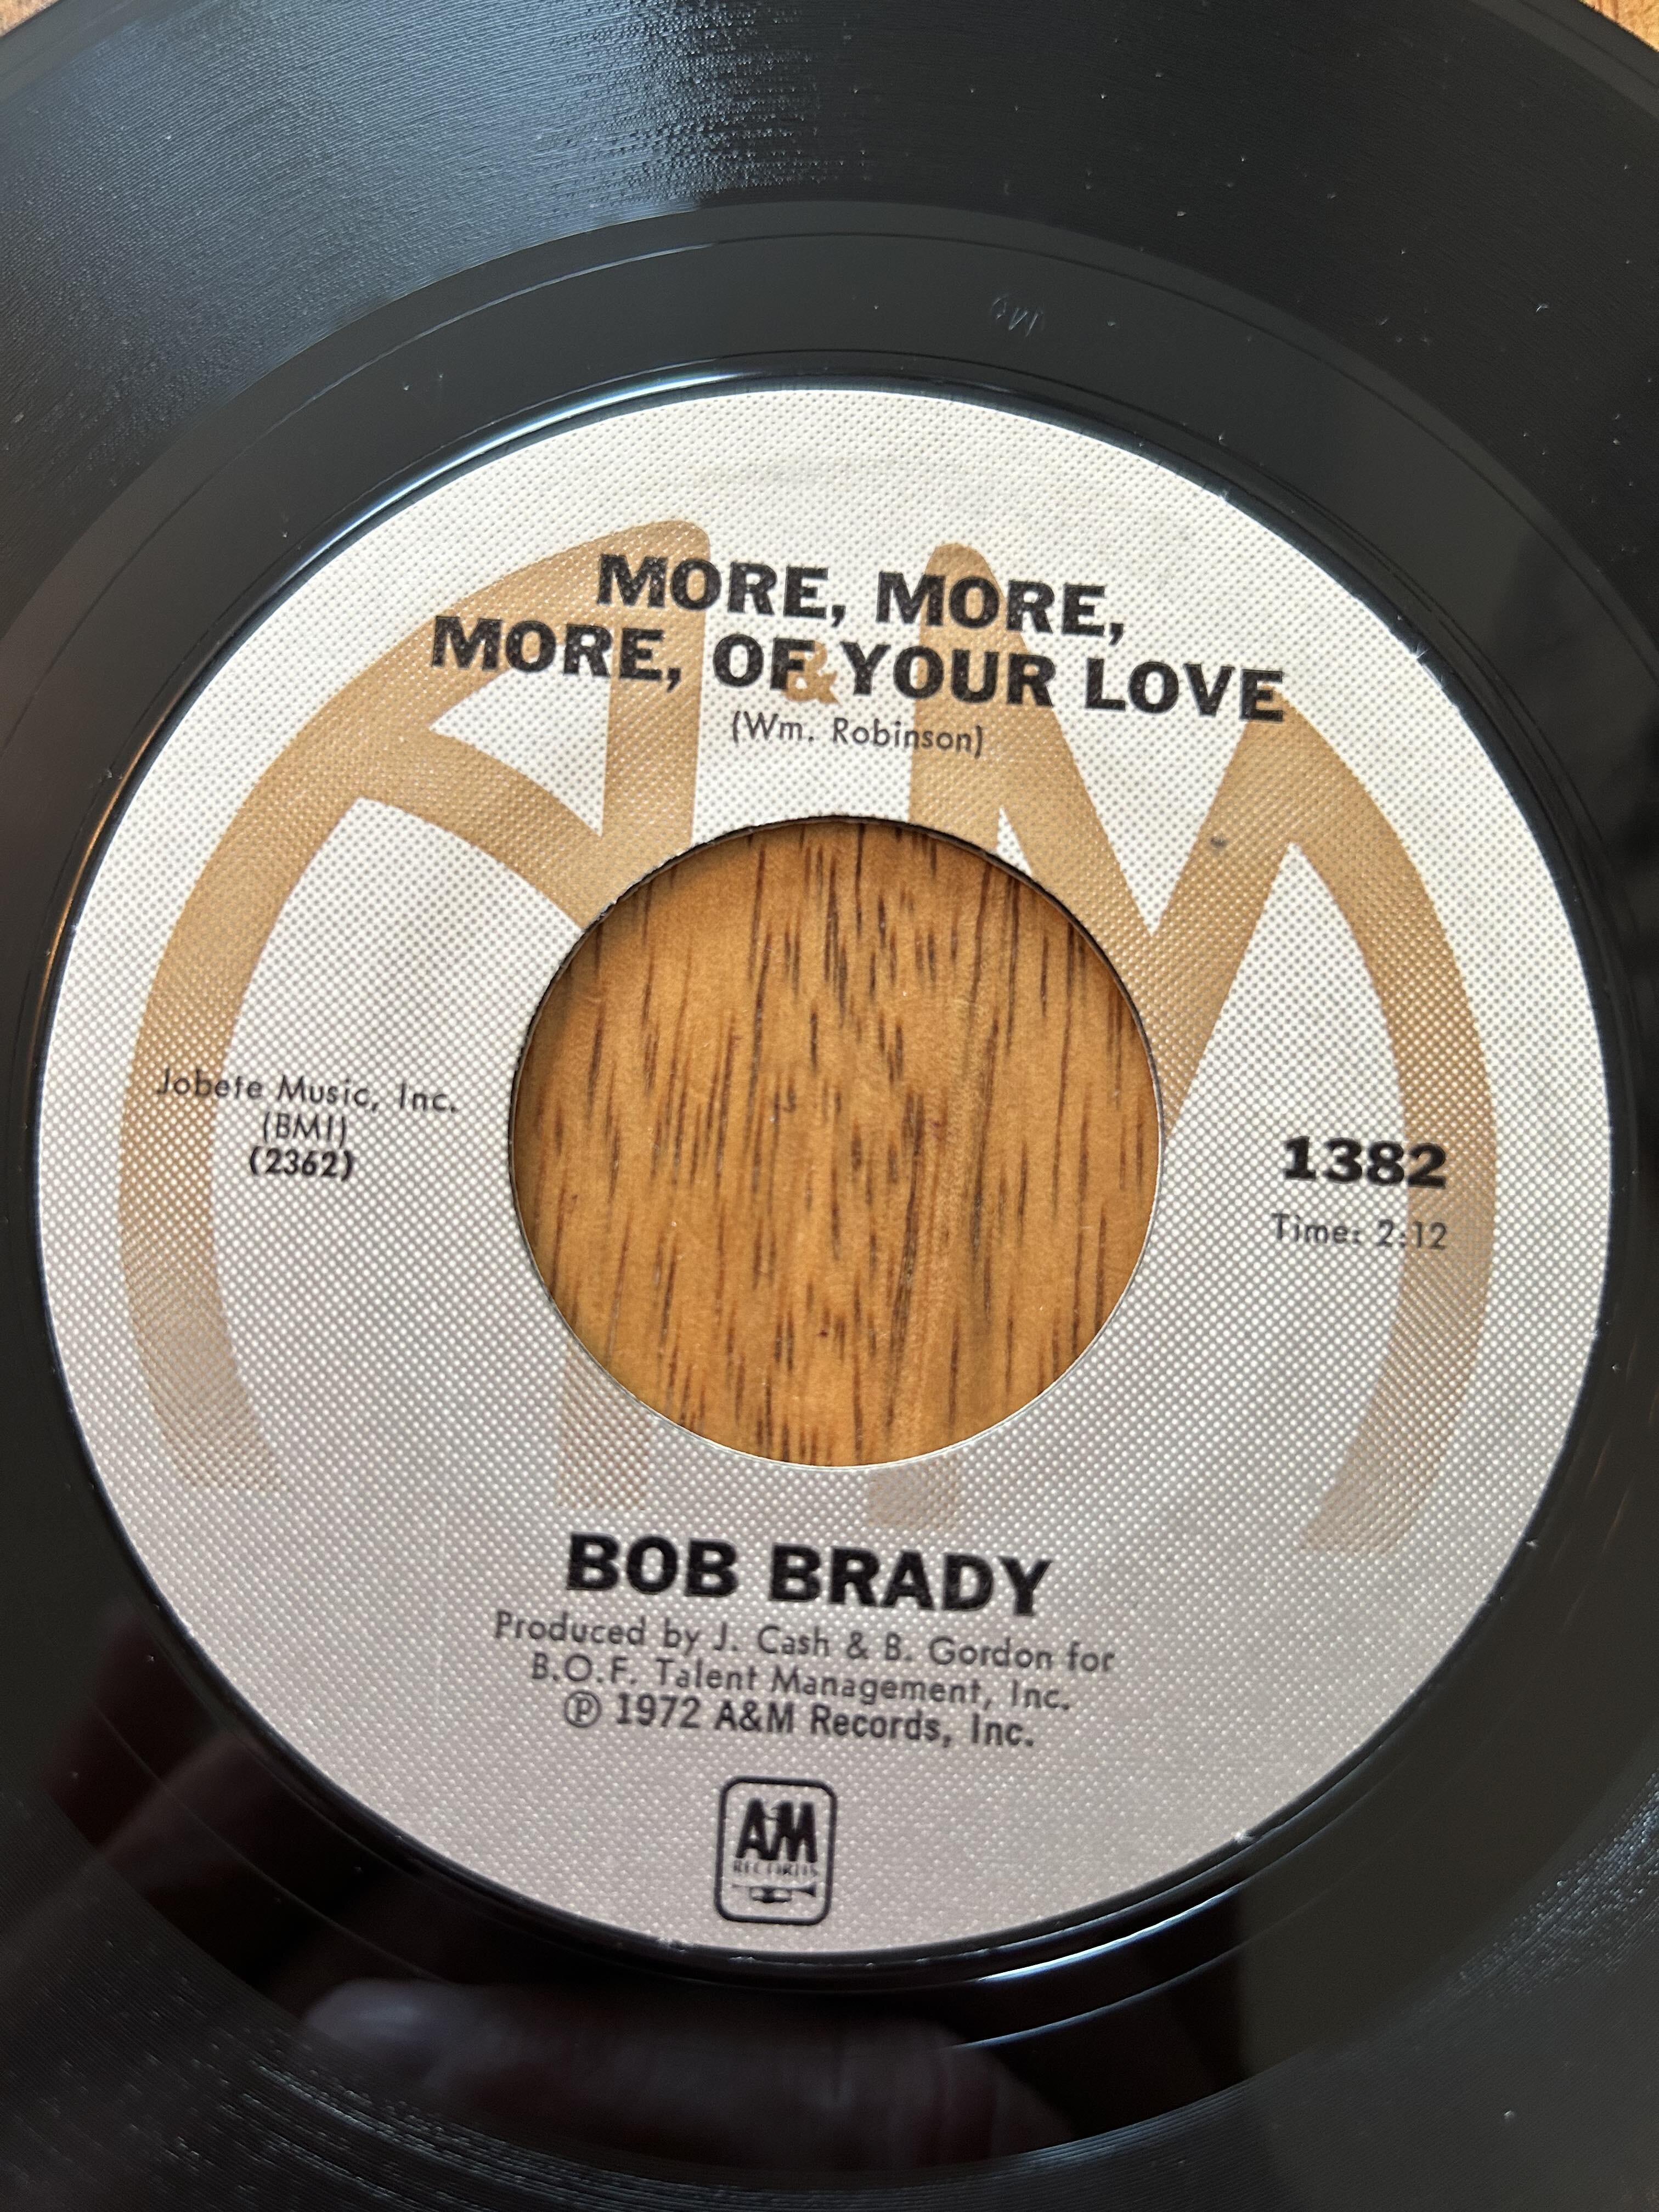 MORE, MORE,
MORE, OF YOUR LOVE
(Wm. Robinson)
A&M
Jobete Music, Inc.
(BMI)
(2362)
1382
Time: 2:12
BOB BRADY
Produced by J. Cash & B. Gordon for
B.O.F. Talent Management, Inc.
℗ 1972 A&M Records, Inc.
A&M
RECORDS